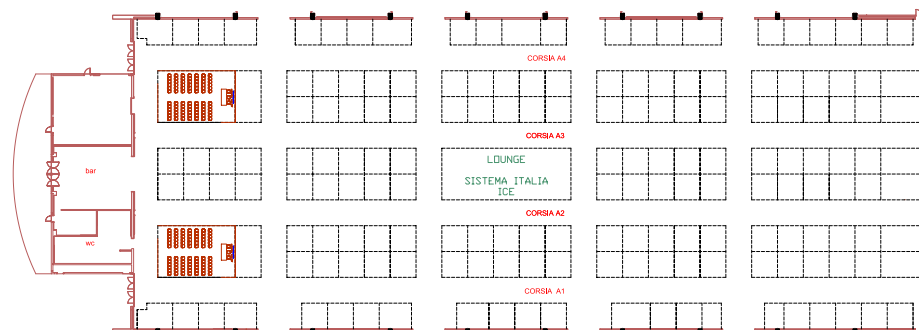 CORSIA A4
CORSIA A3
LOUNGE
bar
SISTEMA ITALIA
ICE
CORSIA A2
wc
CORSIA A1